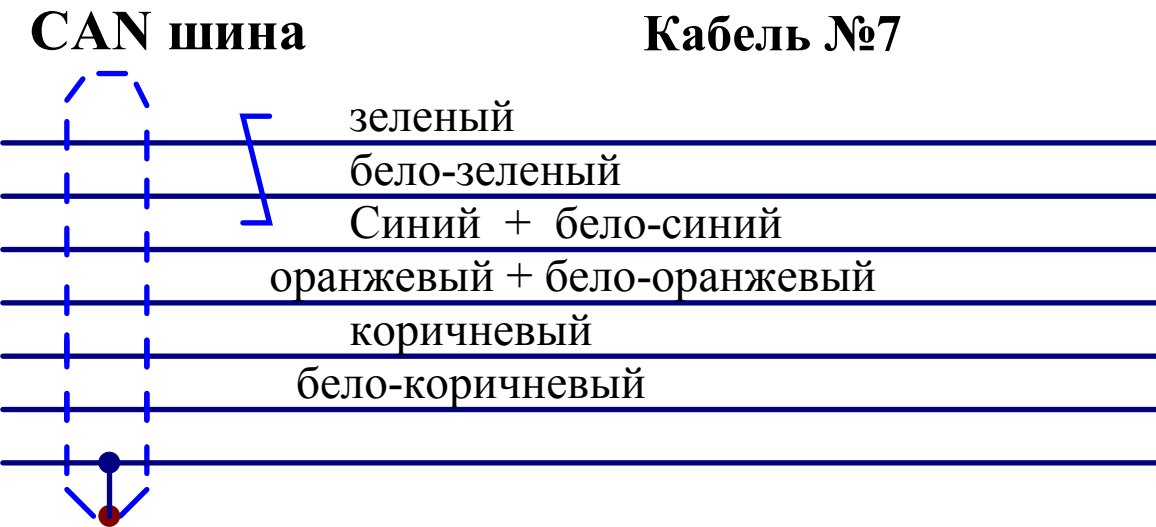 CAN шина
Кабель №7
зеленый
бело-зеленый
Синий + бело-синий
оранжевый + бело-оранжевый
коричневый
бело-коричневый